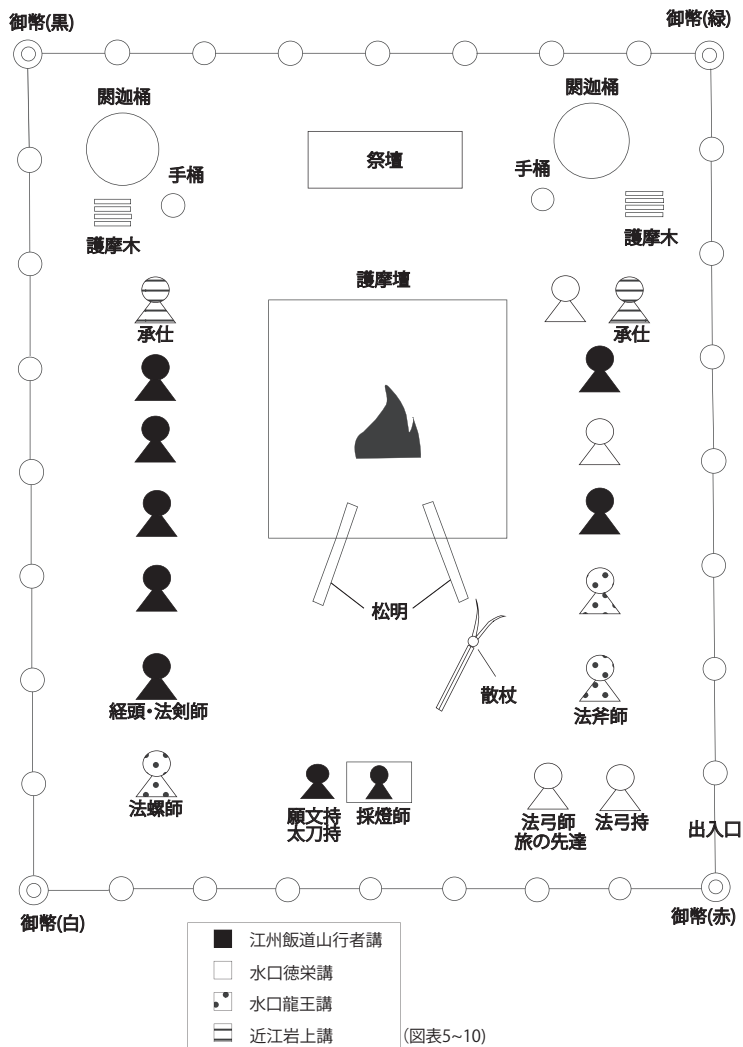 御幣(黒)
御幣(緑)
閼迦桶
閼迦桶
祭壇
手桶
手桶
護摩木
護摩木
護摩壇
承仕
承仕
松明
散杖
経頭・法剣師
法斧師
法螺師
願文持
太刀持
採燈師
法弓師
旅の先達
法弓持
出入口
御幣(白)
御幣(赤)
江州飯道山行者講
水口徳栄講
水口龍王講
近江岩上講
(図表5~10)